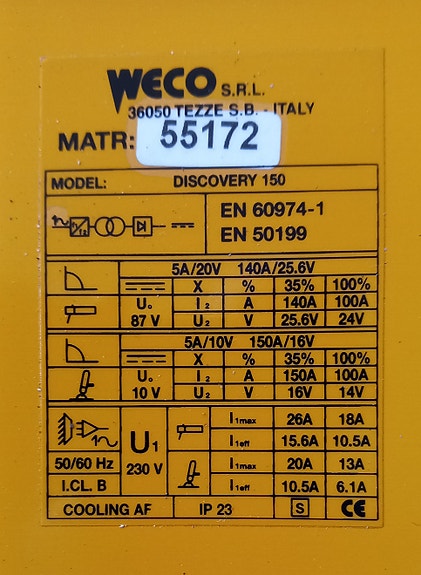 WECO S.R.L.
36050 TEZZE S.B. - ITALY
MATR: 55172
MODEL: DISCOVERY 150
EN 60974-1
EN 50199
5A/20V 140A/25.6V
X % 35% 100%
U₀ I₂ A 140A 100A
87 V U₂ V 25.6V 24V
5A/10V 150A/16V
X % 35% 100%
U₀ I₂ A 150A 100A
10 V U₂ V 16V 14V
I1max 26A 18A
U₁ I1eff 15.6A 10.5A
50/60 Hz 230 V I1max 20A 13A
I.CL. B I1eff 10.5A 6.1A
COOLING AF IP 23 S CE